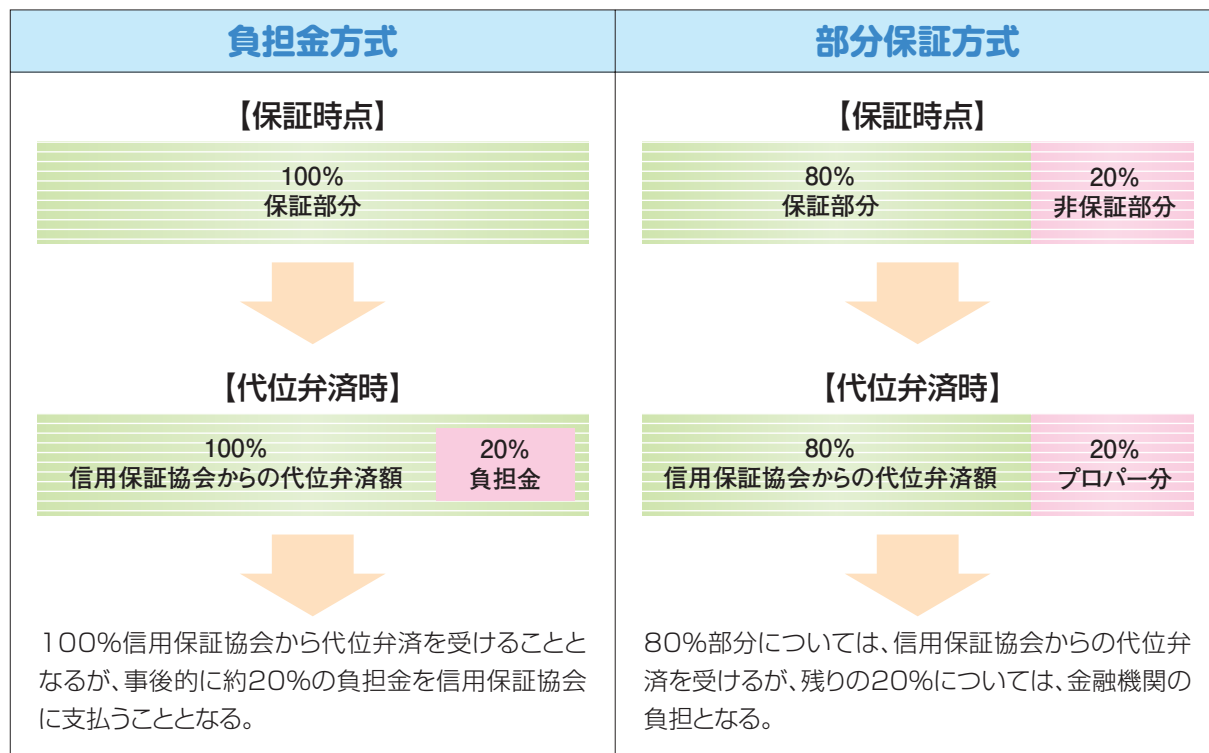 負担金方式
【保証時点】
100%
保証部分
【代位弁済時】
100%
信用保証協会からの代位弁済額
20%
負担金
100%信用保証協会から代位弁済を受けることと
なるが、事後的に約20%の負担金を信用保証協会
に支払うこととなる。
部分保証方式
【保証時点】
80%
保証部分
20%
非保証部分
【代位弁済時】
80%
信用保証協会からの代位弁済額
20%
プロパー分
80%部分については、信用保証協会からの代位弁
済を受けるが、残りの20%については、金融機関の
負担となる。